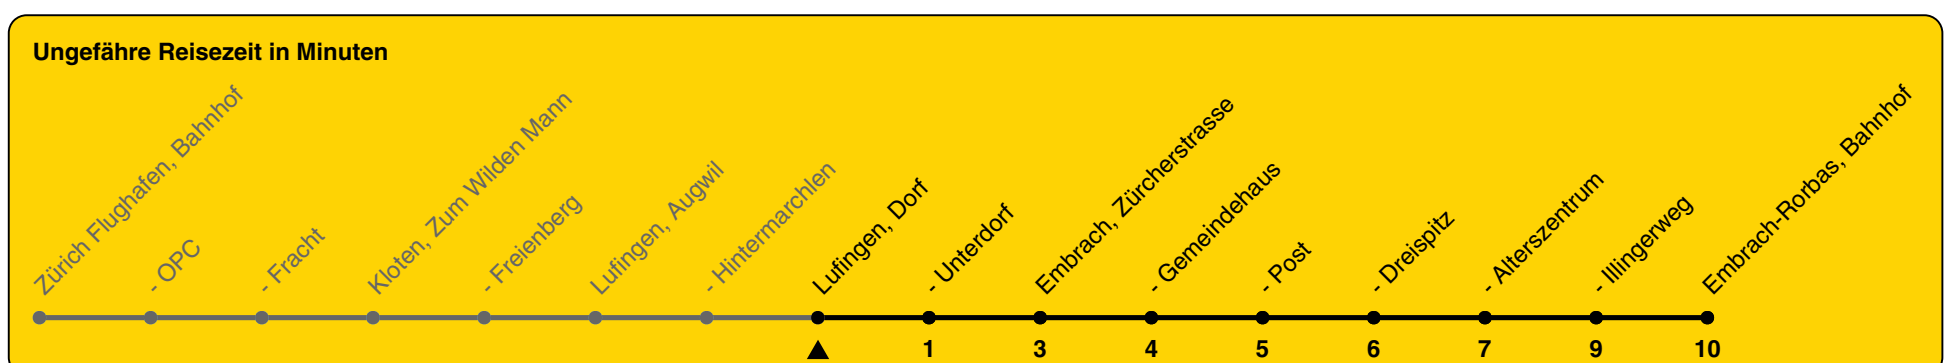 Ungefähre Reisezeit in Minuten
Zürich Flughafen, Bahnhof
- OPC
- Fracht
Kloten, Zum Wilden Mann
- Freienberg
Lufingen, Augwil
- Hintermarchlen
Lufingen, Dorf
- Unterdorf
Embrach, Zürcherstrasse
- Gemeindehaus
- Post
- Dreispitz
- Alterszentrum
- Illingerweg
Embrach-Rorbas, Bahnhof
1 3 4 5 6 7 9 10